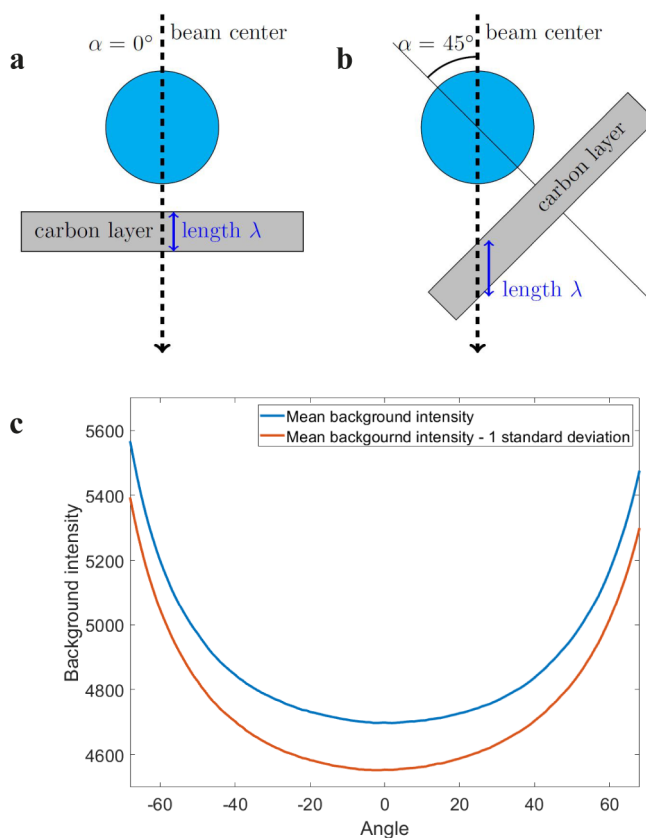 a
α = 0°
beam center
carbon layer
length λ
b
α = 45°
beam center
carbon layer
length λ
c
Mean background intensity
Mean backgournd intensity - 1 standard deviation
Background intensity
5600
5400
5200
5000
4800
4600
-60 -40 -20 0 20 40 60
Angle